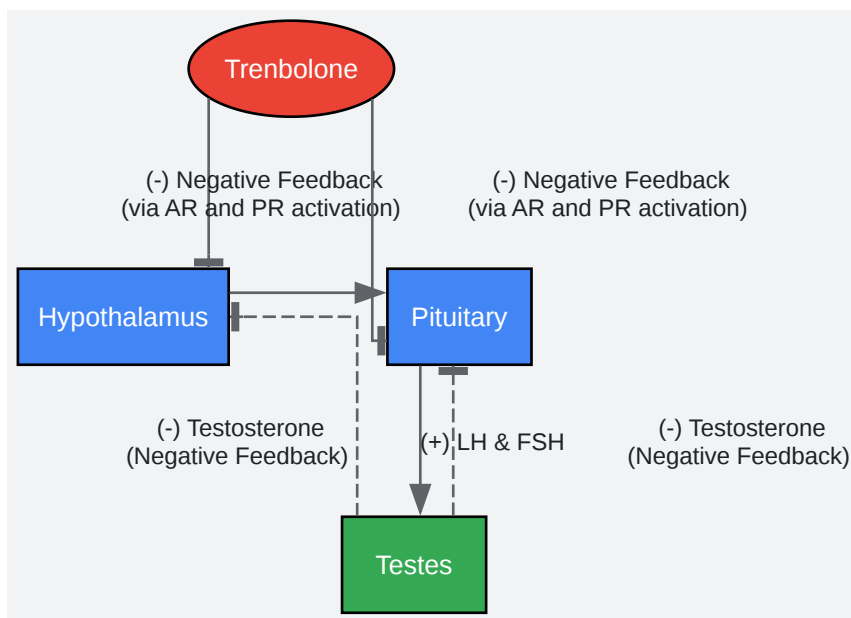 Trenbolone
(-) Negative Feedback
(via AR and PR activation)
(-) Negative Feedback
(via AR and PR activation)
Hypothalamus
Pituitary
(-) Testosterone
(Negative Feedback)
(+) LH & FSH
(-) Testosterone
(Negative Feedback)
Testes